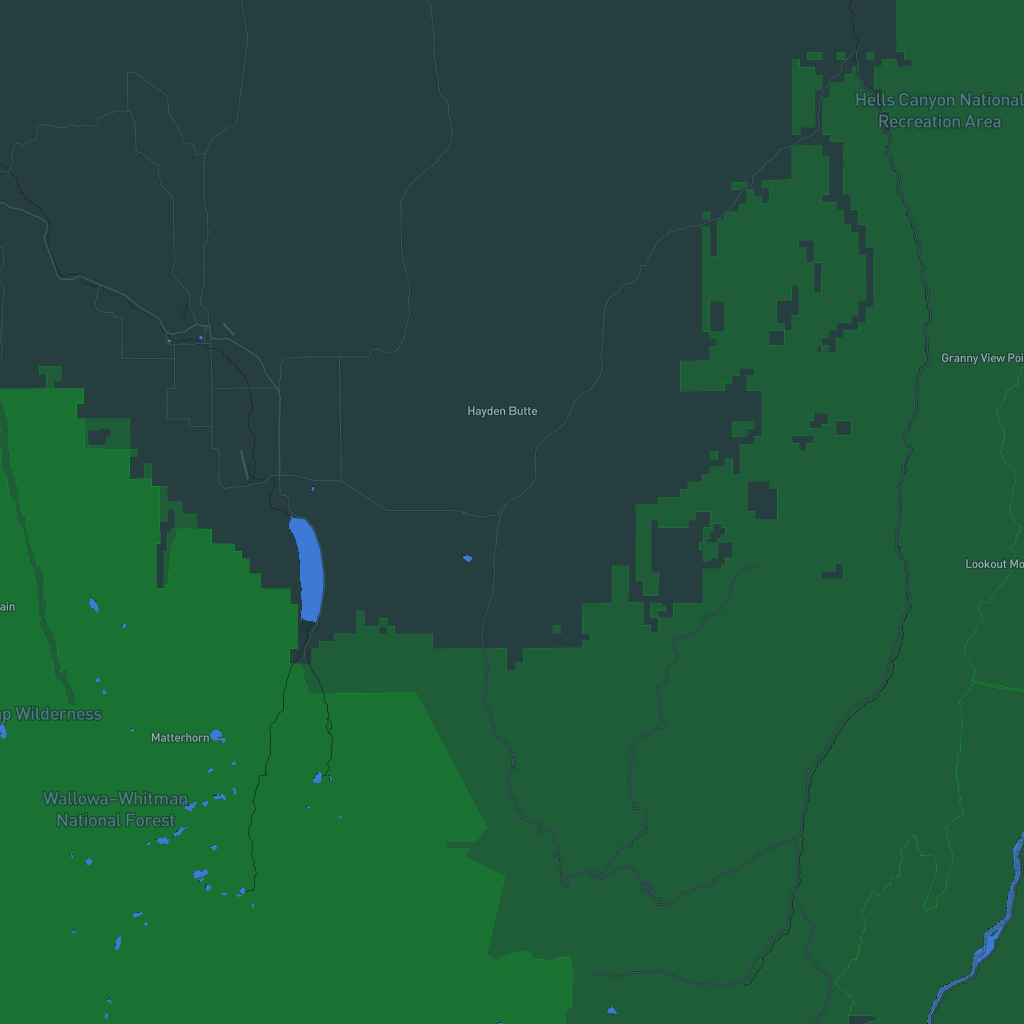 Hells Canyon National
Recreation Area
Granny View Poi
Hayden Butte
Lookout Mo
ain
p Wilderness
Matterhorn
Wallowa-Whitman
National Forest